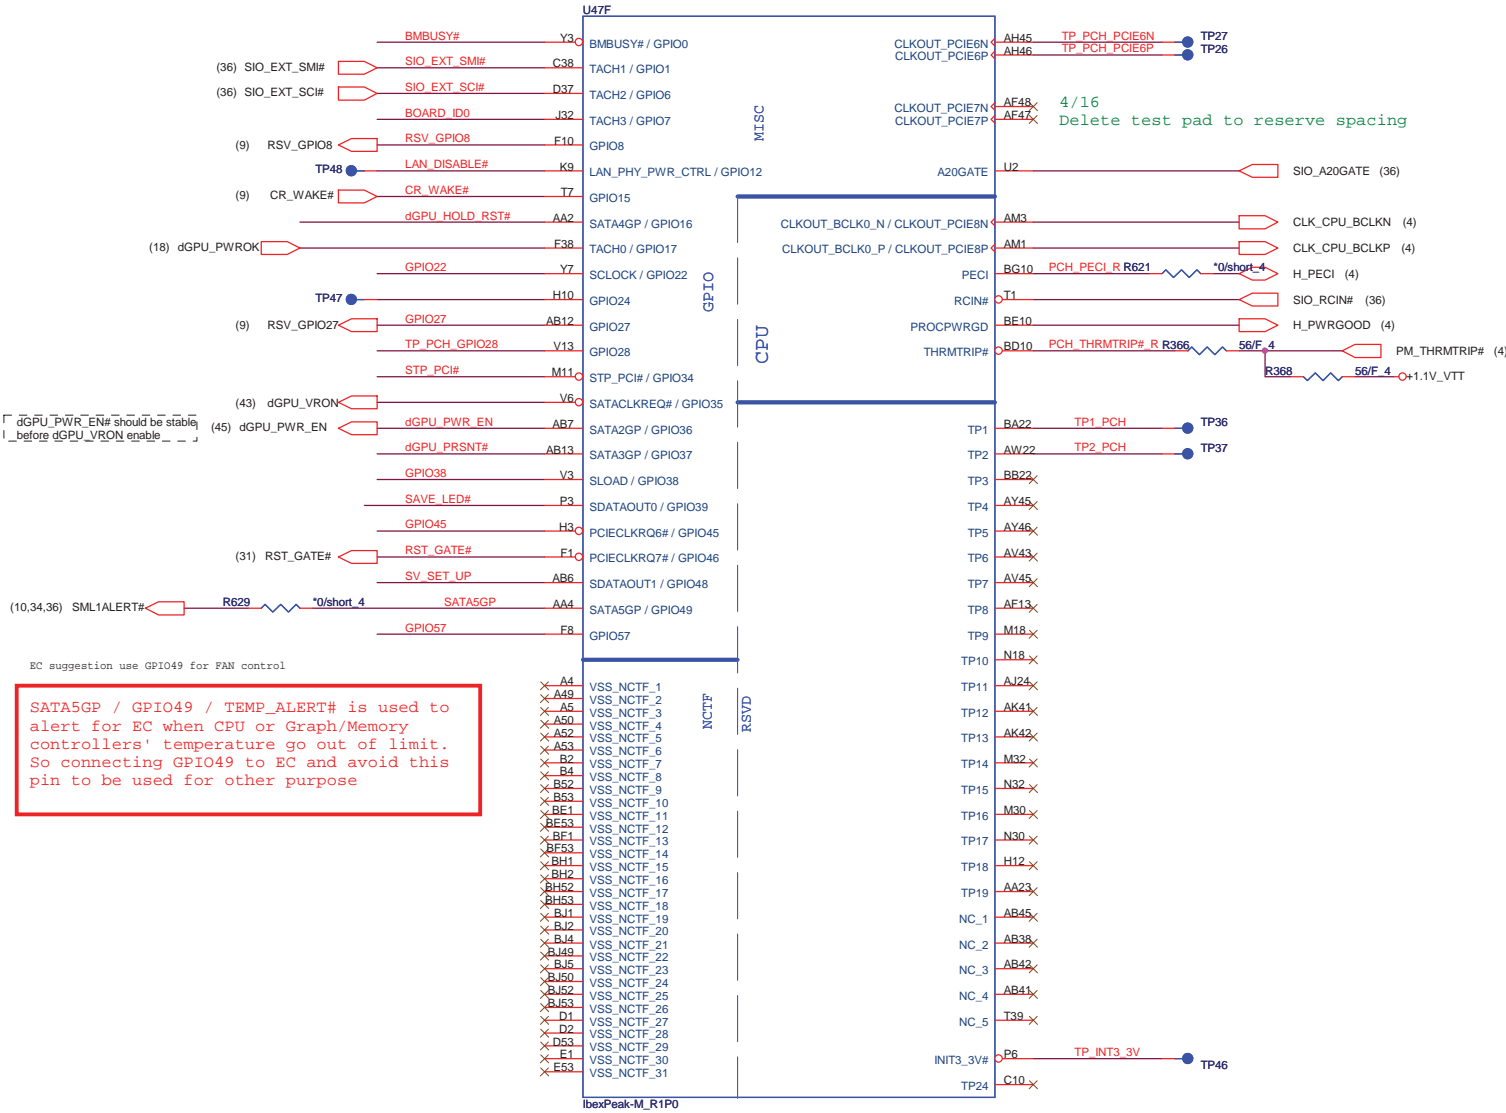 U47F
BMBUSY# Y3 BMBUSY# / GPIO0
(36) SIO_EXT_SMI# SIO_EXT_SMI# C38 TACH1 / GPIO1
(36) SIO_EXT_SCI# SIO_EXT_SCI# D37 TACH2 / GPIO6
BOARD_ID0 J32 TACH3 / GPIO7
(9) RSV_GPIO8 RSV_GPIO8 F10 GPIO8
TP48 LAN_DISABLE# K9 LAN_PHY_PWR_CTRL / GPIO12
(9) CR_WAKE# CR_WAKE# T7 GPIO15
dGPU_HOLD_RST# AA2 SATA4GP / GPIO16
(18) dGPU_PWROK F38 TACH0 / GPIO17
GPIO22 Y7 SCLOCK / GPIO22
TP47 H10 GPIO24
(9) RSV_GPIO27 GPIO27 AB12 GPIO27
TP_PCH_GPIO28 V13 GPIO28
STP_PCI# M11 STP_PCI# / GPIO34
(43) dGPU_VRON V6 SATACLKREQ# / GPIO35
dGPU_PWR_EN# should be stable
before dGPU_VRON enable
(45) dGPU_PWR_EN dGPU_PWR_EN AB7 SATA2GP / GPIO36
dGPU_PRSNT# AB13 SATA3GP / GPIO37
GPIO38 V3 SLOAD / GPIO38
SAVE_LED# P3 SDATAOUT0 / GPIO39
GPIO45 H3 PCIECLKRQ6# / GPIO45
(31) RST_GATE# RST_GATE# F1 PCIECLKRQ7# / GPIO46
SV_SET_UP AB6 SDATAOUT1 / GPIO48
(10,34,36) SML1ALERT# R629 *0/short_4 SATA5GP AA4 SATA5GP / GPIO49
GPIO57 F8 GPIO57
EC suggestion use GPIO49 for FAN control
SATA5GP / GPIO49 / TEMP_ALERT# is used to
alert for EC when CPU or Graph/Memory
controllers' temperature go out of limit.
So connecting GPIO49 to EC and avoid this
pin to be used for other purpose
A4 VSS_NCTF_1
A49 VSS_NCTF_2
A5 VSS_NCTF_3
A50 VSS_NCTF_4
A52 VSS_NCTF_5
A53 VSS_NCTF_6
B2 VSS_NCTF_7
B4 VSS_NCTF_8
B52 VSS_NCTF_9
B53 VSS_NCTF_10
BE1 VSS_NCTF_11
BE53 VSS_NCTF_12
BF1 VSS_NCTF_13
BF53 VSS_NCTF_14
BH1 VSS_NCTF_15
BH2 VSS_NCTF_16
BH52 VSS_NCTF_17
BH53 VSS_NCTF_18
BJ1 VSS_NCTF_19
BJ2 VSS_NCTF_20
BJ4 VSS_NCTF_21
BJ49 VSS_NCTF_22
BJ5 VSS_NCTF_23
BJ50 VSS_NCTF_24
BJ52 VSS_NCTF_25
BJ53 VSS_NCTF_26
D1 VSS_NCTF_27
D2 VSS_NCTF_28
D53 VSS_NCTF_29
E1 VSS_NCTF_30
E53 VSS_NCTF_31
MISC
GPIO
CPU
NCTF
RSVD
CLKOUT_PCIE6N AH45 TP_PCH_PCIE6N TP27
CLKOUT_PCIE6P AH46 TP_PCH_PCIE6P TP26
CLKOUT_PCIE7N AF48
CLKOUT_PCIE7P AF47
4/16
Delete test pad to reserve spacing
A20GATE U2 SIO_A20GATE (36)
CLKOUT_BCLK0_N / CLKOUT_PCIE8N AM3 CLK_CPU_BCLKN (4)
CLKOUT_BCLK0_P / CLKOUT_PCIE8P AM1 CLK_CPU_BCLKP (4)
PECI BG10 PCH_PECI_R R621 *0/short_4 H_PECI (4)
RCIN# T1 SIO_RCIN# (36)
PROCPWRGD BE10 H_PWRGOOD (4)
THRMTRIP# BD10 PCH_THRMTRIP#_R R366 56/F_4 PM_THRMTRIP# (4)
R368 56/F_4 +1.1V_VTT
TP1 BA22 TP1_PCH TP36
TP2 AW22 TP2_PCH TP37
TP3 BB22
TP4 AY45
TP5 AY46
TP6 AV43
TP7 AV45
TP8 AF13
TP9 M18
TP10 N18
TP11 AJ24
TP12 AK41
TP13 AK42
TP14 M32
TP15 N32
TP16 M30
TP17 N30
TP18 H12
TP19 AA23
NC_1 AB45
NC_2 AB38
NC_3 AB42
NC_4 AB41
NC_5 T39
INIT3_3V# P6 TP_INT3_3V TP46
TP24 C10
IbexPeak-M_R1P0